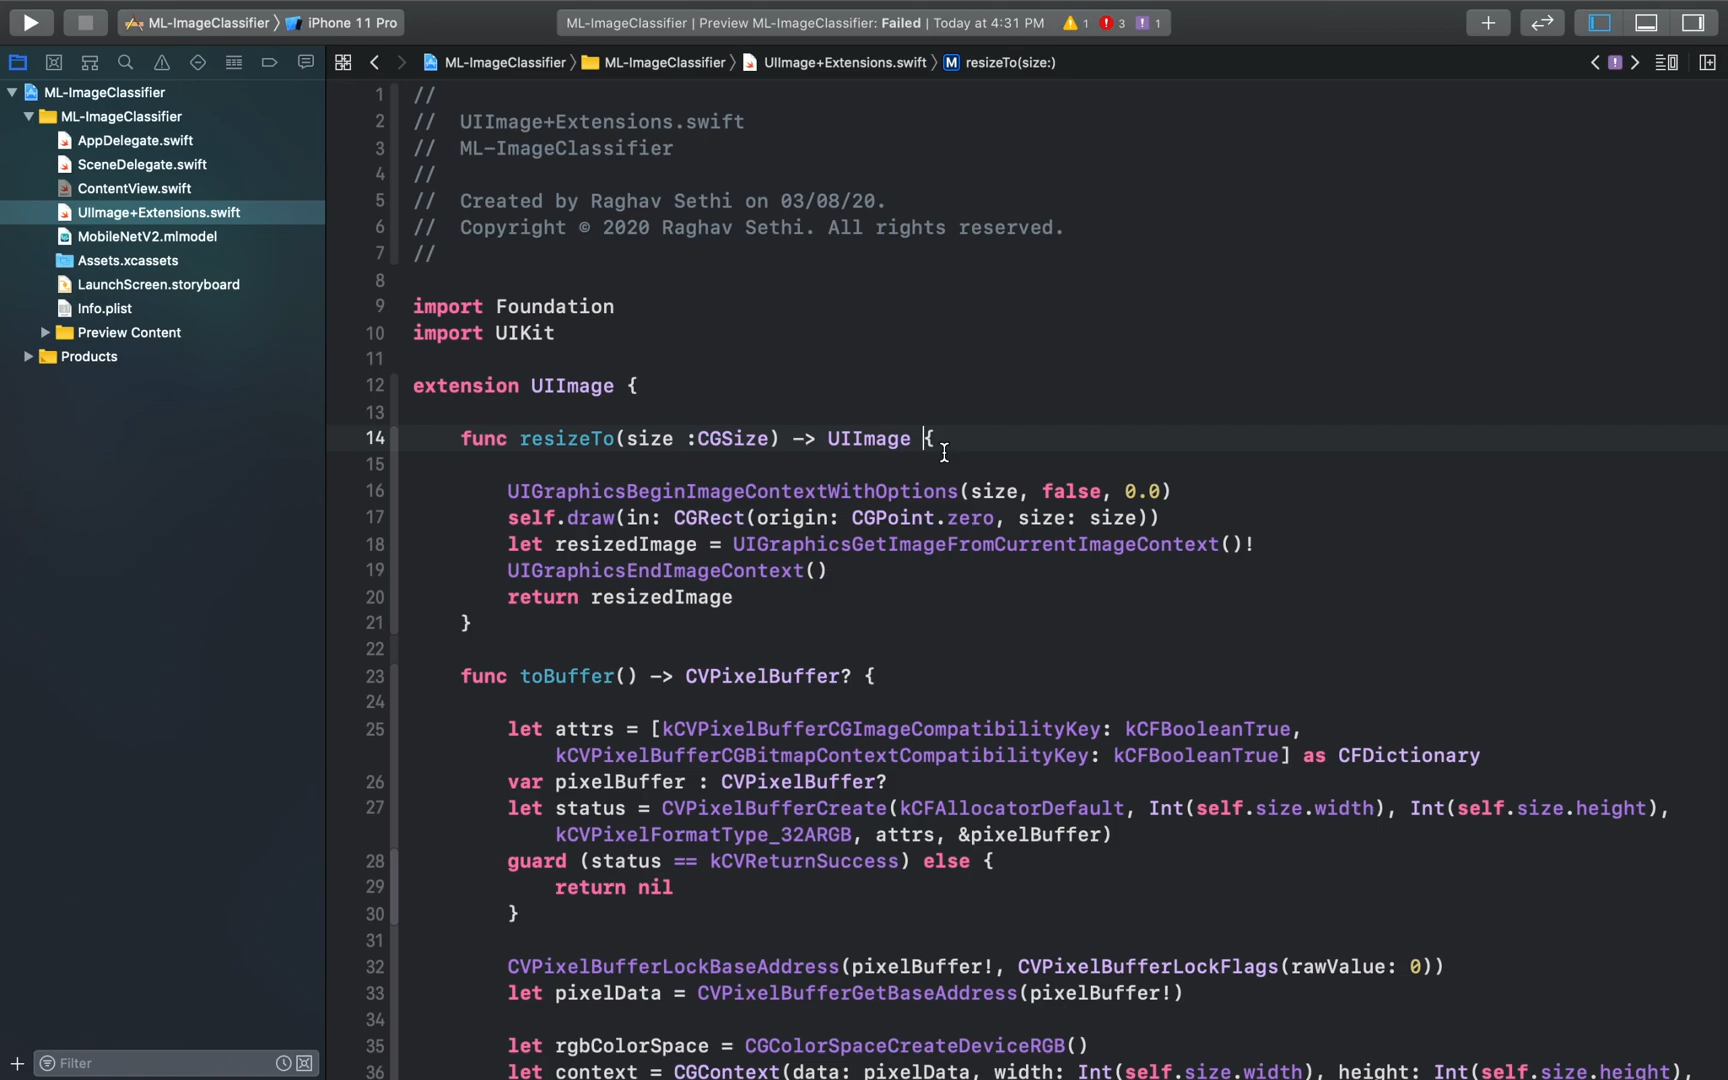 ML-ImageClassifier iPhone 11 Pro
ML-ImageClassifier | Preview ML-ImageClassifier: Failed | Today at 4:31 PM 1 3 1
ML-ImageClassifier ML-ImageClassifier UIImage+Extensions.swift M resizeTo(size:)
ML-ImageClassifier
ML-ImageClassifier
AppDelegate.swift
SceneDelegate.swift
ContentView.swift
UIImage+Extensions.swift
MobileNetV2.mlmodel
Assets.xcassets
LaunchScreen.storyboard
Info.plist
Preview Content
Products
Filter
1 //
2 // UIImage+Extensions.swift
3 // ML-ImageClassifier
4 //
5 // Created by Raghav Sethi on 03/08/20.
6 // Copyright © 2020 Raghav Sethi. All rights reserved.
7 //
8
9 import Foundation
10 import UIKit
11
12 extension UIImage {
13
14 func resizeTo(size :CGSize) -> UIImage {
15
16 UIGraphicsBeginImageContextWithOptions(size, false, 0.0)
17 self.draw(in: CGRect(origin: CGPoint.zero, size: size))
18 let resizedImage = UIGraphicsGetImageFromCurrentImageContext()!
19 UIGraphicsEndImageContext()
20 return resizedImage
21 }
22
23 func toBuffer() -> CVPixelBuffer? {
24
25 let attrs = [kCVPixelBufferCGImageCompatibilityKey: kCFBooleanTrue,
kCVPixelBufferCGBitmapContextCompatibilityKey: kCFBooleanTrue] as CFDictionary
26 var pixelBuffer : CVPixelBuffer?
27 let status = CVPixelBufferCreate(kCFAllocatorDefault, Int(self.size.width), Int(self.size.height),
kCVPixelFormatType_32ARGB, attrs, &pixelBuffer)
28 guard (status == kCVReturnSuccess) else {
29 return nil
30 }
31
32 CVPixelBufferLockBaseAddress(pixelBuffer!, CVPixelBufferLockFlags(rawValue: 0))
33 let pixelData = CVPixelBufferGetBaseAddress(pixelBuffer!)
34
35 let rgbColorSpace = CGColorSpaceCreateDeviceRGB()
36 let context = CGContext(data: pixelData, width: Int(self.size.width), height: Int(self.size.height),